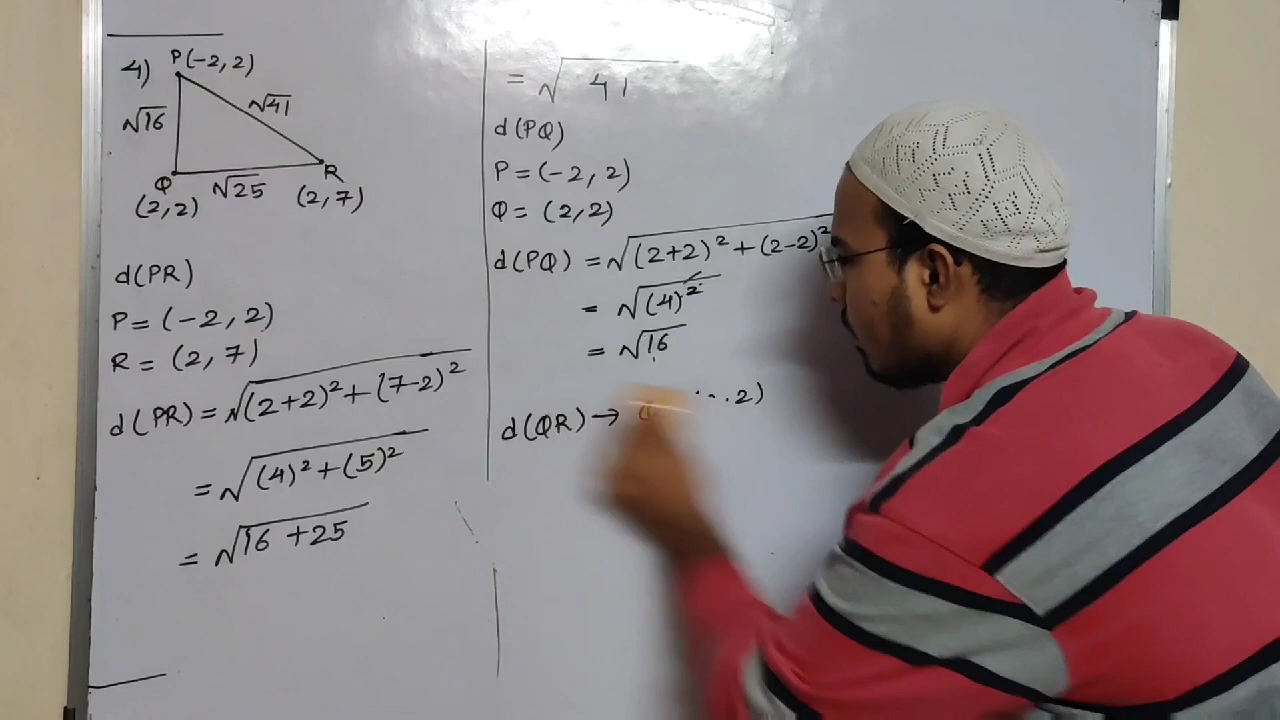 4) P(-2,2)
√16 √41
Q √25 R
(2,2) (2,7)
d(PR)
P = (-2,2)
R = (2,7)
d(PR) = √(2+2)² + (7-2)²
= √(4)² + (5)²
= √16 + 25
= √41
d(PQ)
P = (-2,2)
Q = (2,2)
d(PQ) = √(2+2)² + (2-2)²
= √(4)²
= √16
d(QR) → 2)